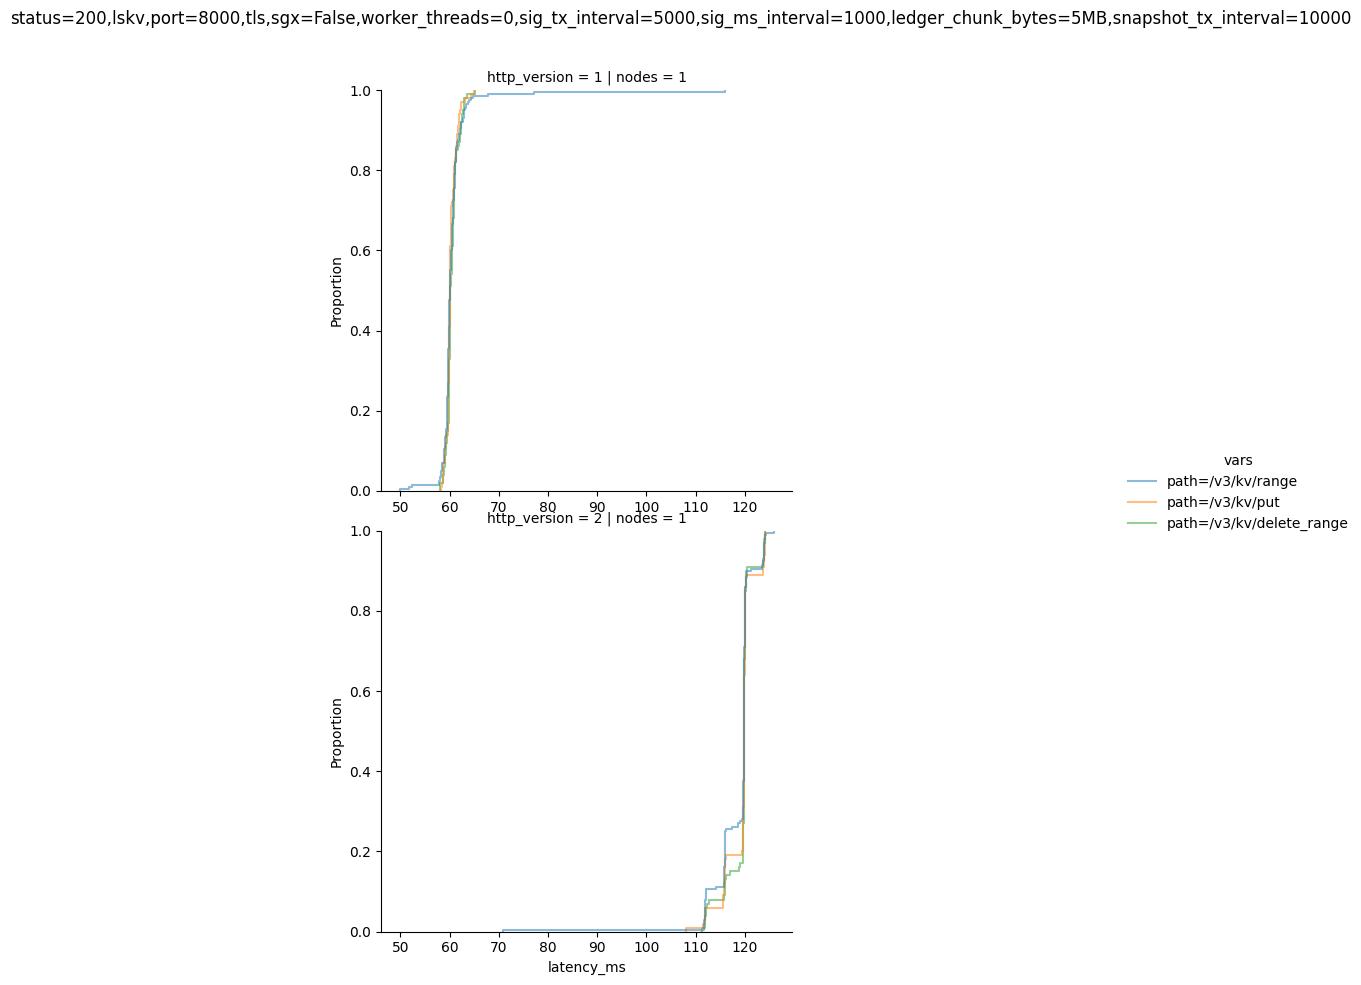 status=200,lskv,port=8000,tls,sgx=False,worker_threads=0,sig_tx_interval=5000,sig_ms_interval=1000,ledger_chunk_bytes=5MB,snapshot_tx_interval=10000
http_version = 1 | nodes = 1
1.0
0.8
0.6
0.4
0.2
0.0
Proportion
50 60 70 80 90 100 110 120
http_version = 2 | nodes = 1
1.0
0.8
0.6
0.4
0.2
0.0
Proportion
50 60 70 80 90 100 110 120
latency_ms
vars
path=/v3/kv/range
path=/v3/kv/put
path=/v3/kv/delete_range